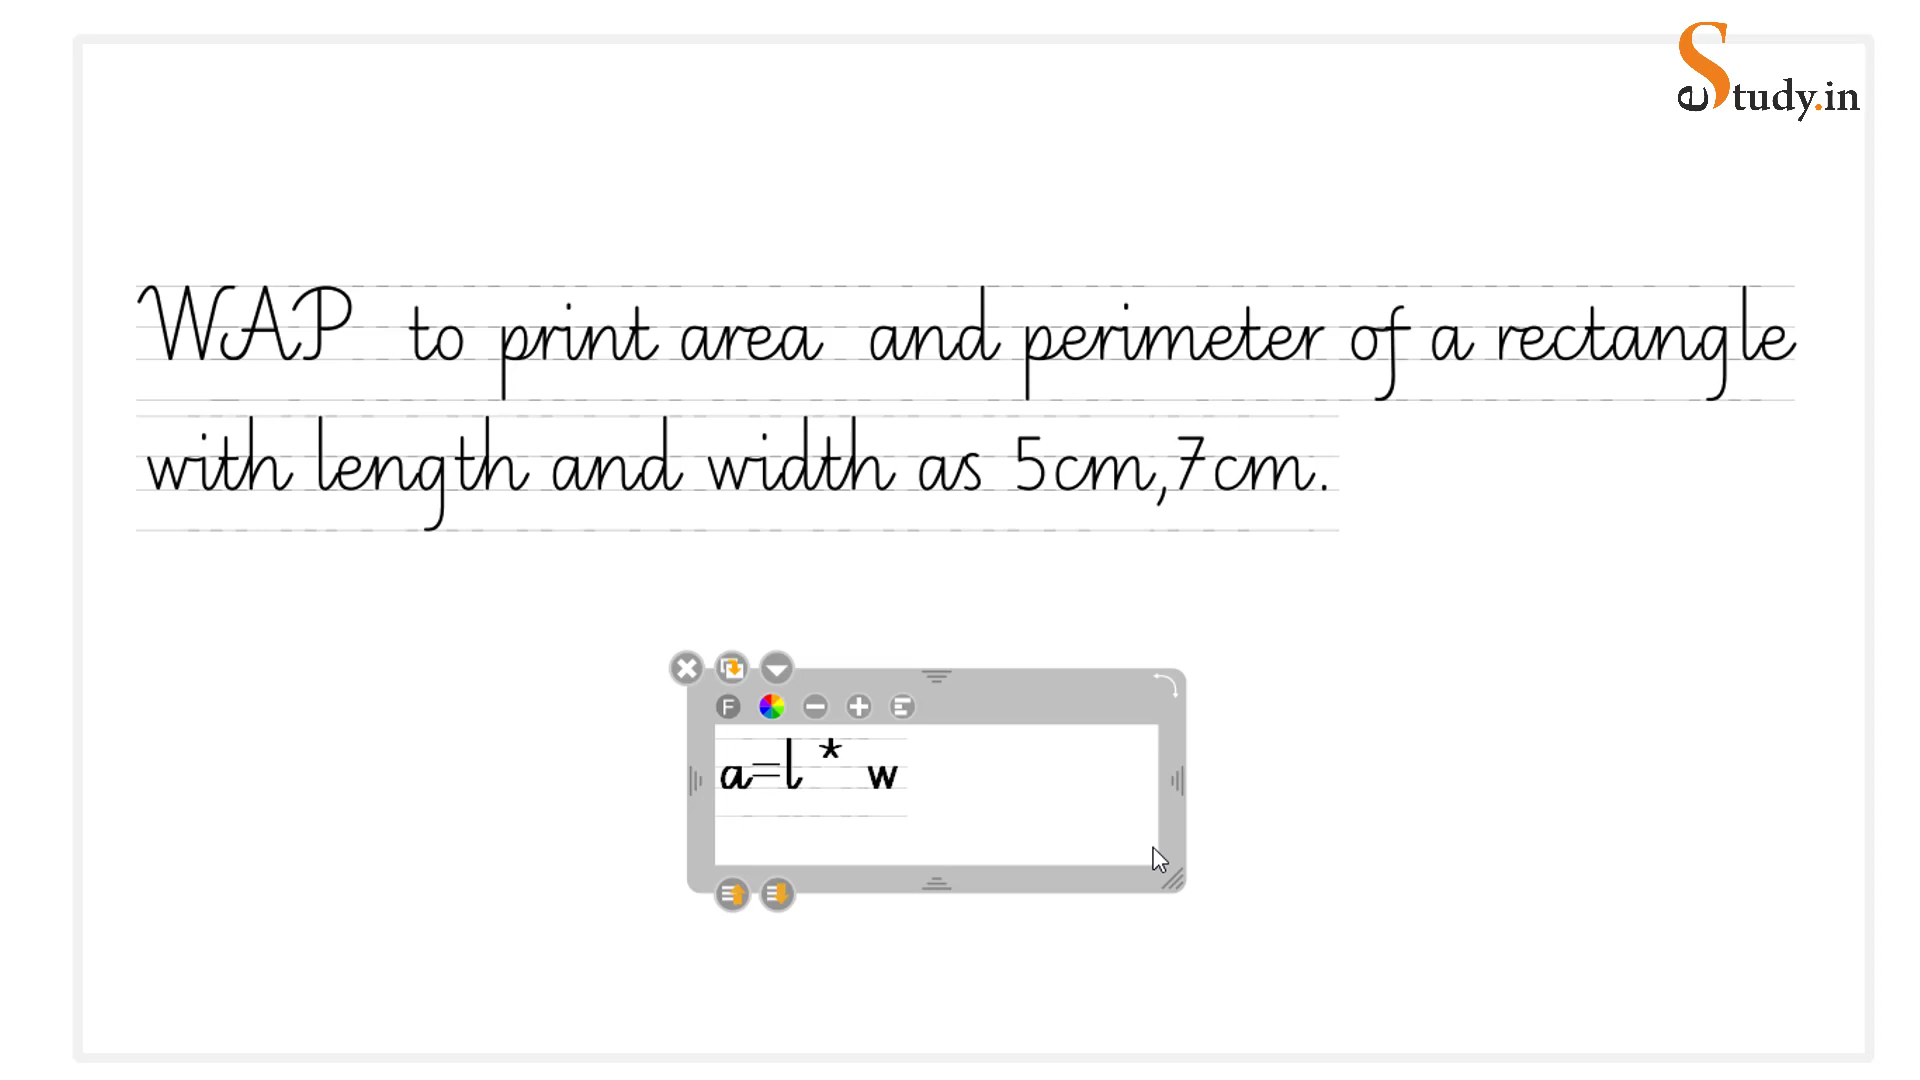 eStudy.in
WAP to print area and perimeter of a rectangle
with length and width as 5cm,7cm.
F
a=l * w